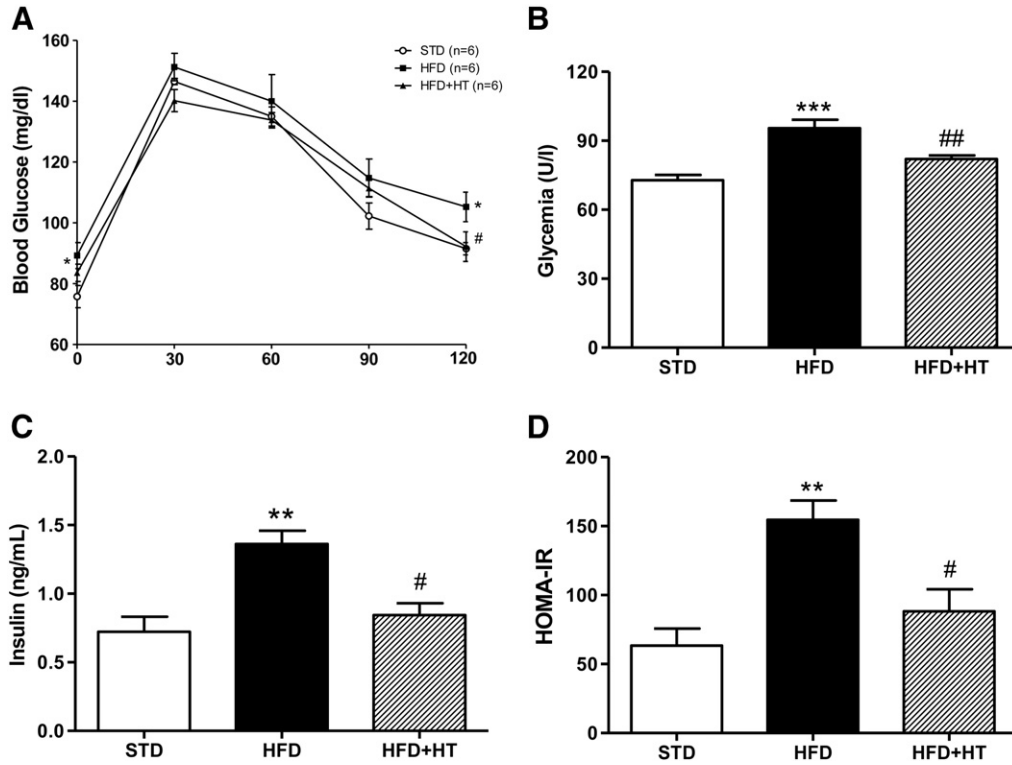 A
Blood Glucose (mg/dl)
160
140
120
100
80
60
0
30
60
90
120
STD (n=6)
HFD (n=6)
HFD+HT (n=6)
*
*
#
B
Glycemia (U/l)
120
90
60
30
0
***
##
STD
HFD
HFD+HT
C
Insulin (ng/mL)
2.0
1.5
1.0
0.5
0.0
**
#
STD
HFD
HFD+HT
D
HOMA-IR
200
150
100
50
0
**
#
STD
HFD
HFD+HT